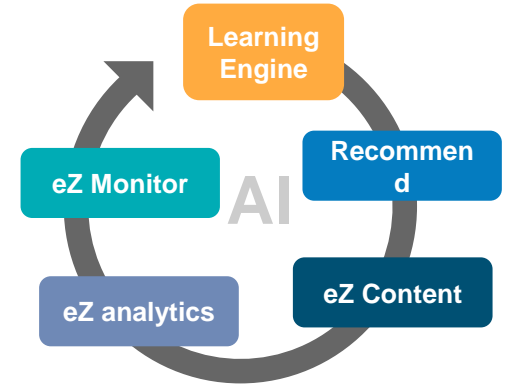 Learning
Engine
Recommen
d
eZ Monitor
AI
eZ Content
eZ analytics